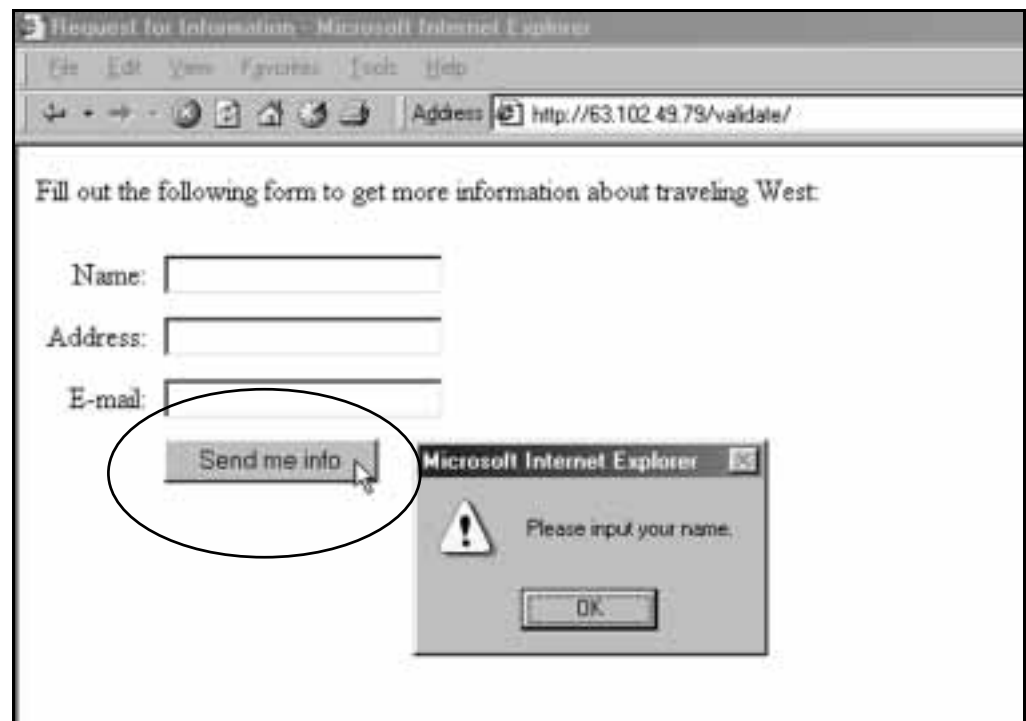 Request for Information - Microsoft Internet Explorer
File Edit View Favorites Tools Help
Address http://63.102.49.79/validate/
Fill out the following form to get more information about traveling West:
Name:
Address:
E-mail:
Send me info
Microsoft Internet Explorer
Please input your name.
OK